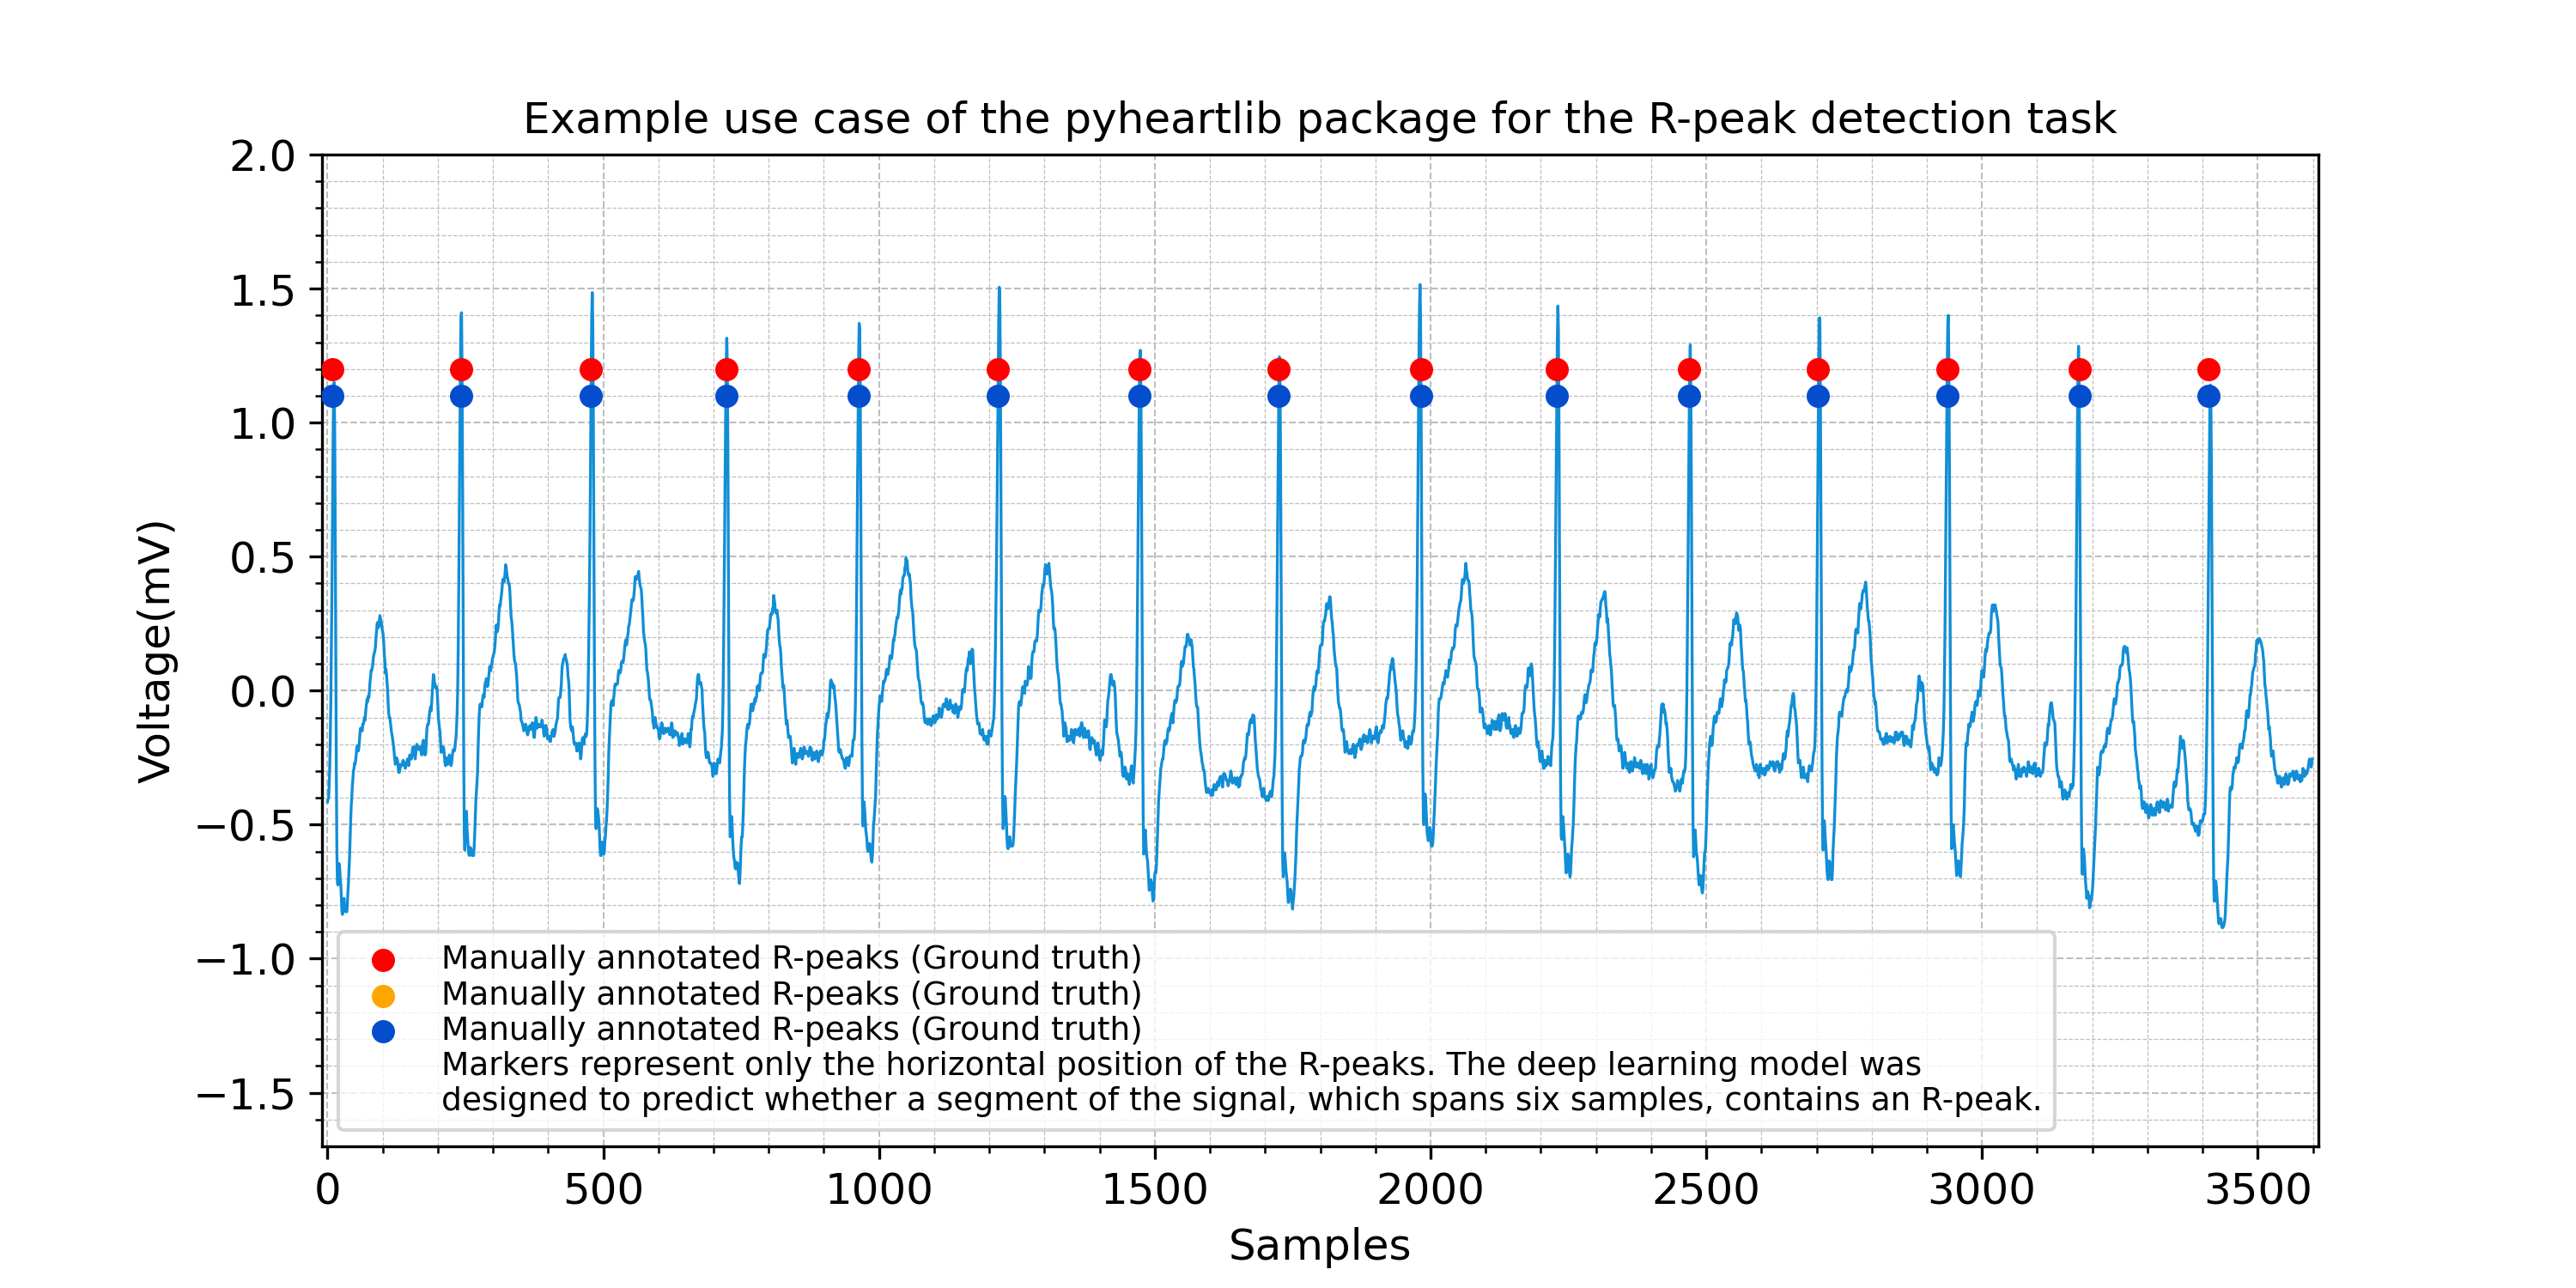 Example use case of the pyheartlib package for the R-peak detection task
2.0
1.5
1.0
0.5
0.0
−0.5
−1.0
−1.5
Voltage(mV)
Manually annotated R-peaks (Ground truth)
Manually annotated R-peaks (Ground truth)
Manually annotated R-peaks (Ground truth)
Markers represent only the horizontal position of the R-peaks. The deep learning model was
designed to predict whether a segment of the signal, which spans six samples, contains an R-peak.
0 500 1000 1500 2000 2500 3000 3500
Samples